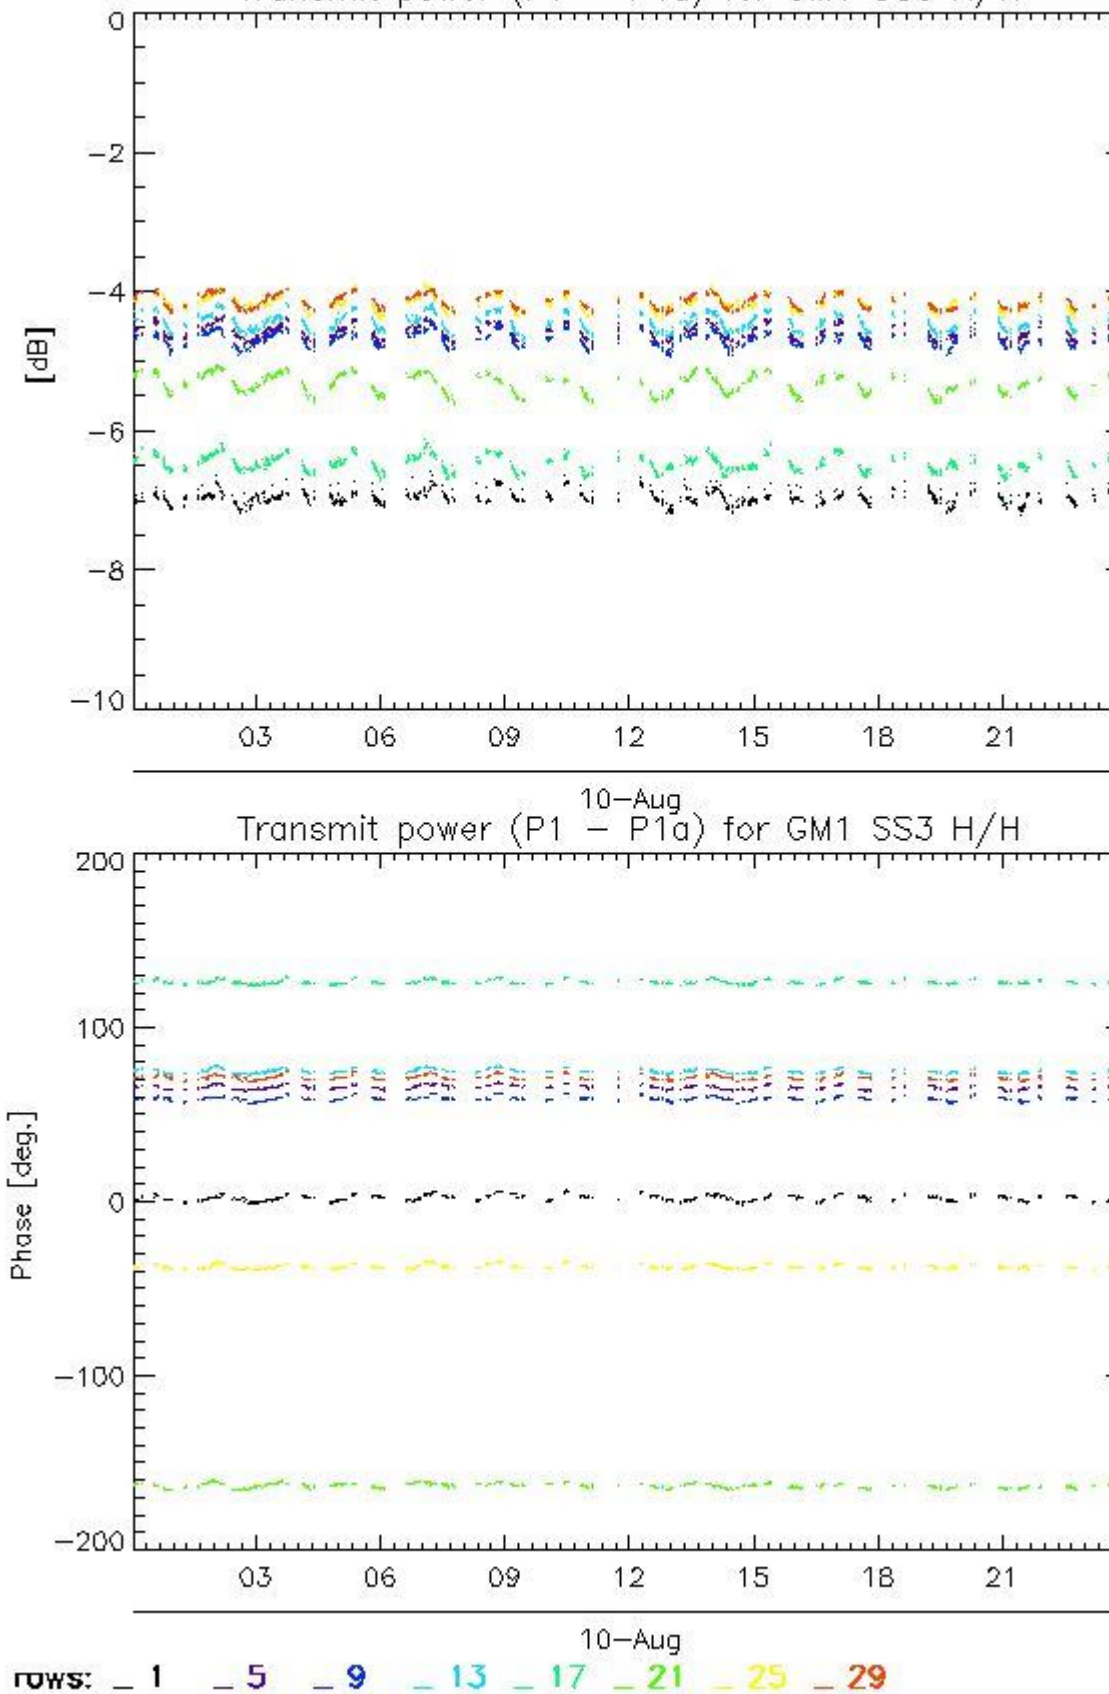 0
-2
-4
[dB]
-6
-8
-10
03 06 09 12 15 18 21
10-Aug
Transmit power (P1 - P1a) for GM1 SS3 H/H
200
100
0
Phase [deg.]
-100
-200
03 06 09 12 15 18 21
10-Aug
rows: _ 1 _ 5 _ 9 _ 13 _ 17 _ 21 _ 25 _ 29